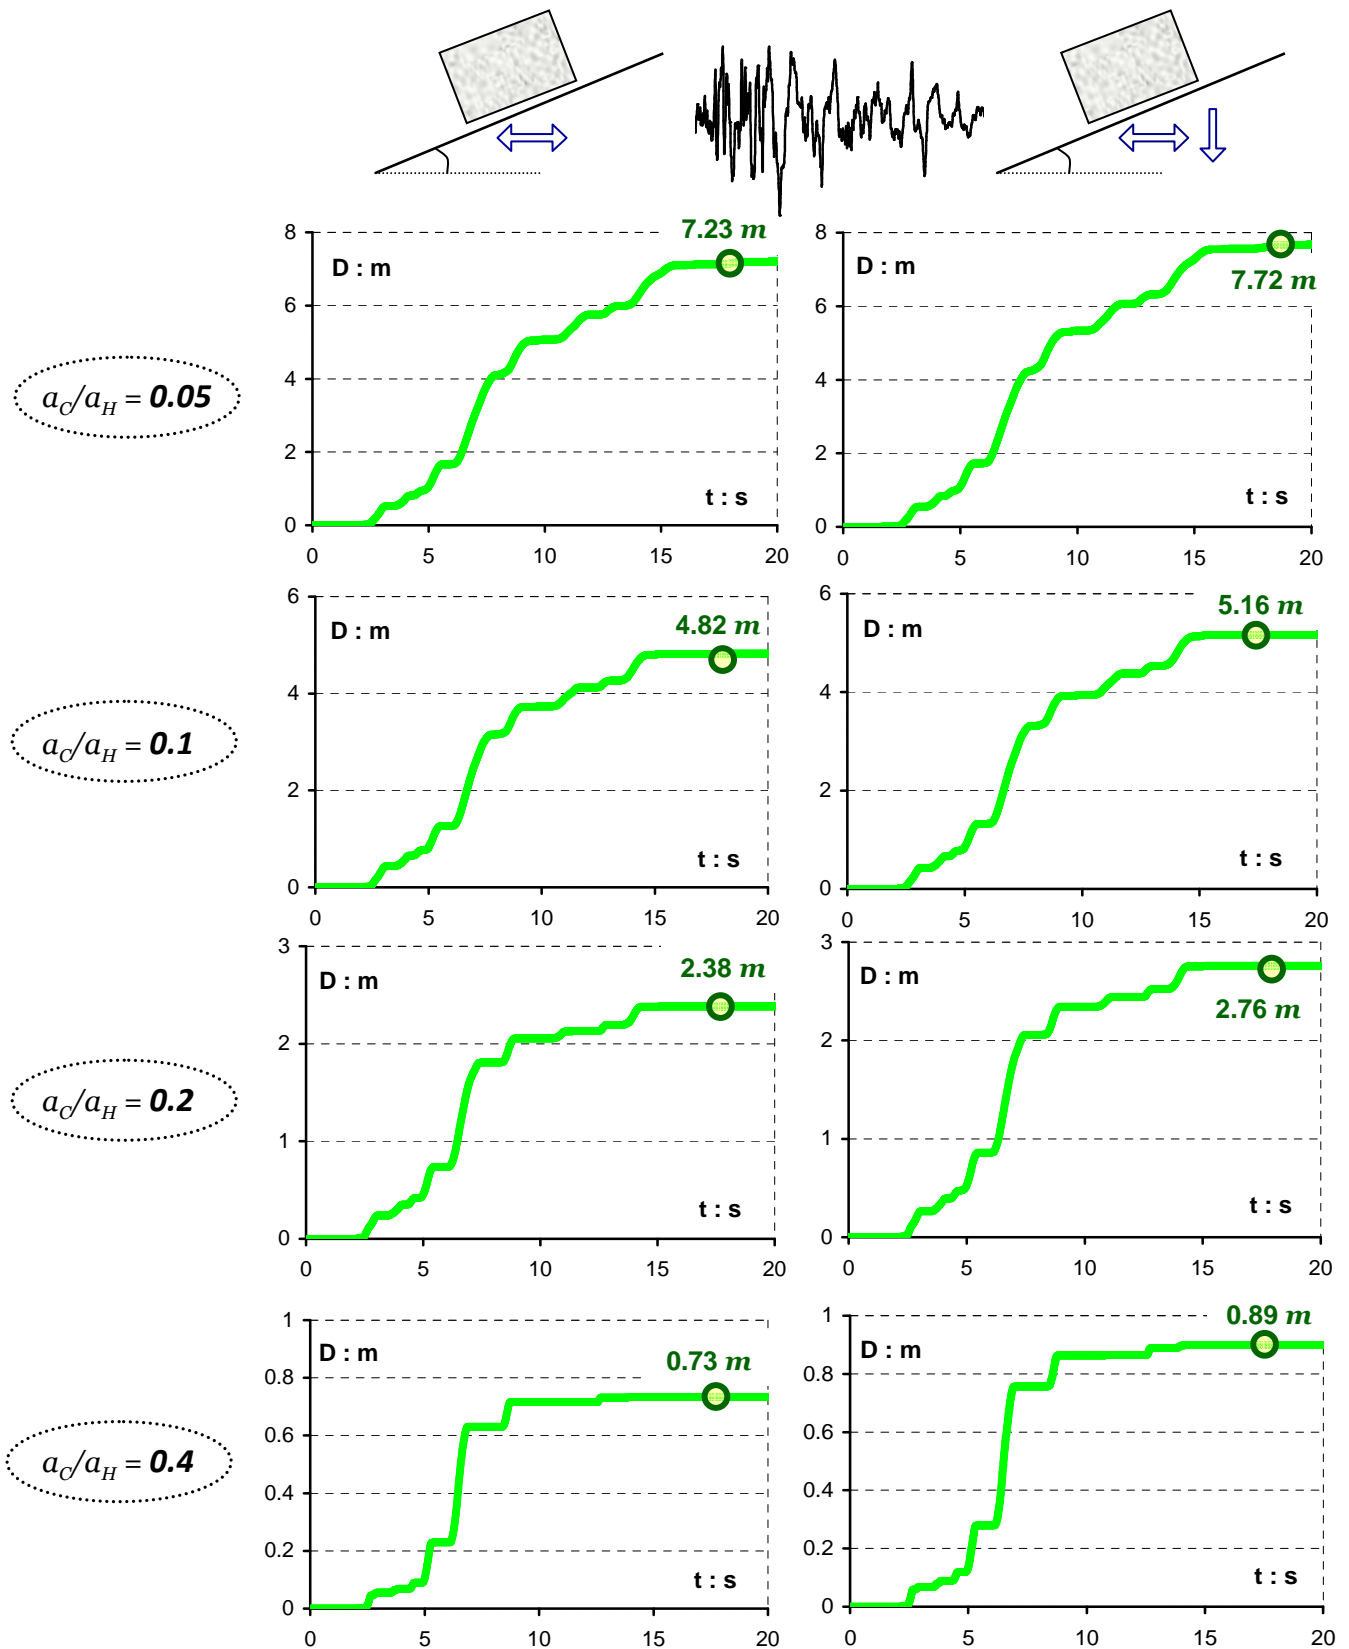 7.23 m
8
D : m
6
4
2
t : s
0
0 5 10 15 20
8
D : m
7.72 m
6
4
2
t : s
0
0 5 10 15 20
a_C/a_H = 0.05
6
D : m
4.82 m
4
2
t : s
0
0 5 10 15 20
6
5.16 m
D : m
4
2
t : s
0
0 5 10 15 20
a_C/a_H = 0.1
3
D : m
2.38 m
2
1
t : s
0
0 5 10 15 20
3
D : m
2.76 m
2
1
t : s
0
0 5 10 15 20
a_C/a_H = 0.2
1
D : m
0.73 m
0.8
0.6
0.4
0.2
t : s
0
0 5 10 15 20
1
0.89 m
D : m
0.8
0.6
0.4
0.2
t : s
0
0 5 10 15 20
a_C/a_H = 0.4